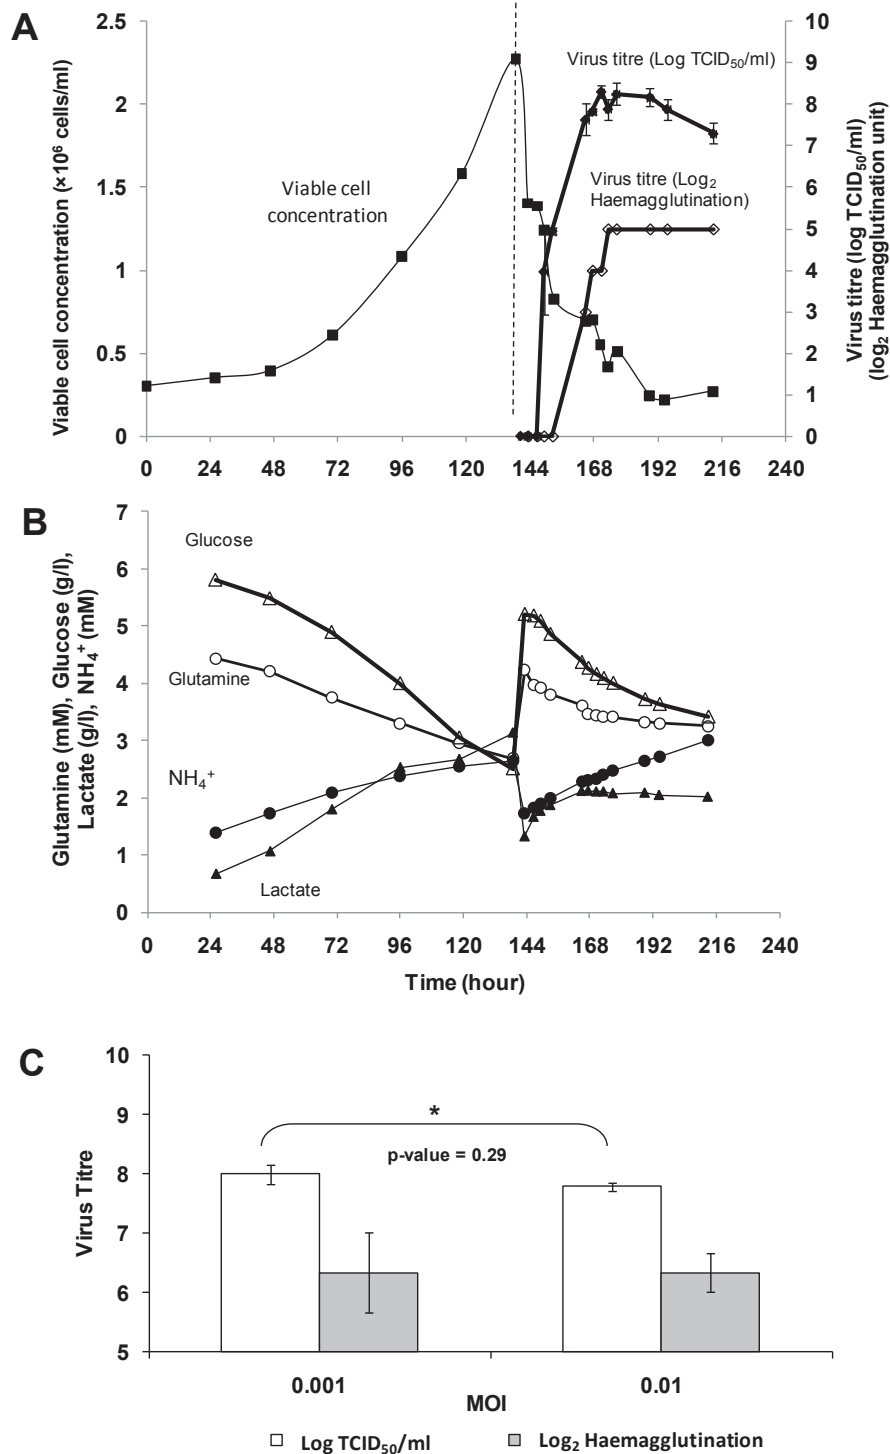 A
Viable cell concentration (×10⁶ cells/ml)
2.5
2
1.5
1
0.5
0
Viable cell
concentration
Virus titre (Log TCID₅₀/ml)
Virus titre (Log₂
Haemagglutination)
10
9
8
7
6
5
4
3
2
1
0
Virus titre (log TCID₅₀/ml)
(log₂ Haemagglutination unit)
0 24 48 72 96 120 144 168 192 216 240
B
Glutamine (mM), Glucose (g/l),
Lactate (g/l), NH₄⁺ (mM)
7
6
5
4
3
2
1
0
Glucose
Glutamine
NH₄⁺
Lactate
0 24 48 72 96 120 144 168 192 216 240
Time (hour)
C
Virus Titre
10
9
8
7
6
5
*
p-value = 0.29
0.001 0.01
MOI
Log TCID₅₀/ml Log₂ Haemagglutination